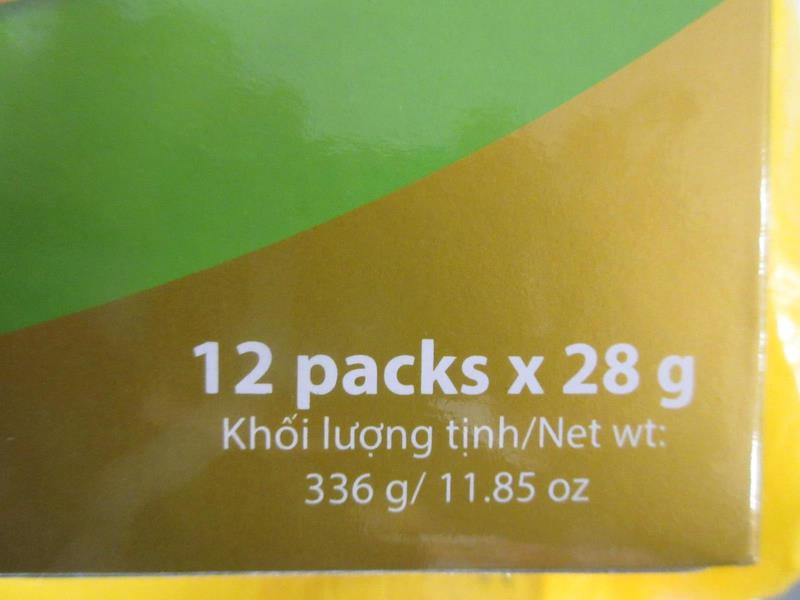 12 packs x 28 g
Khối lượng tịnh/Net wt:
336 g/ 11.85 oz